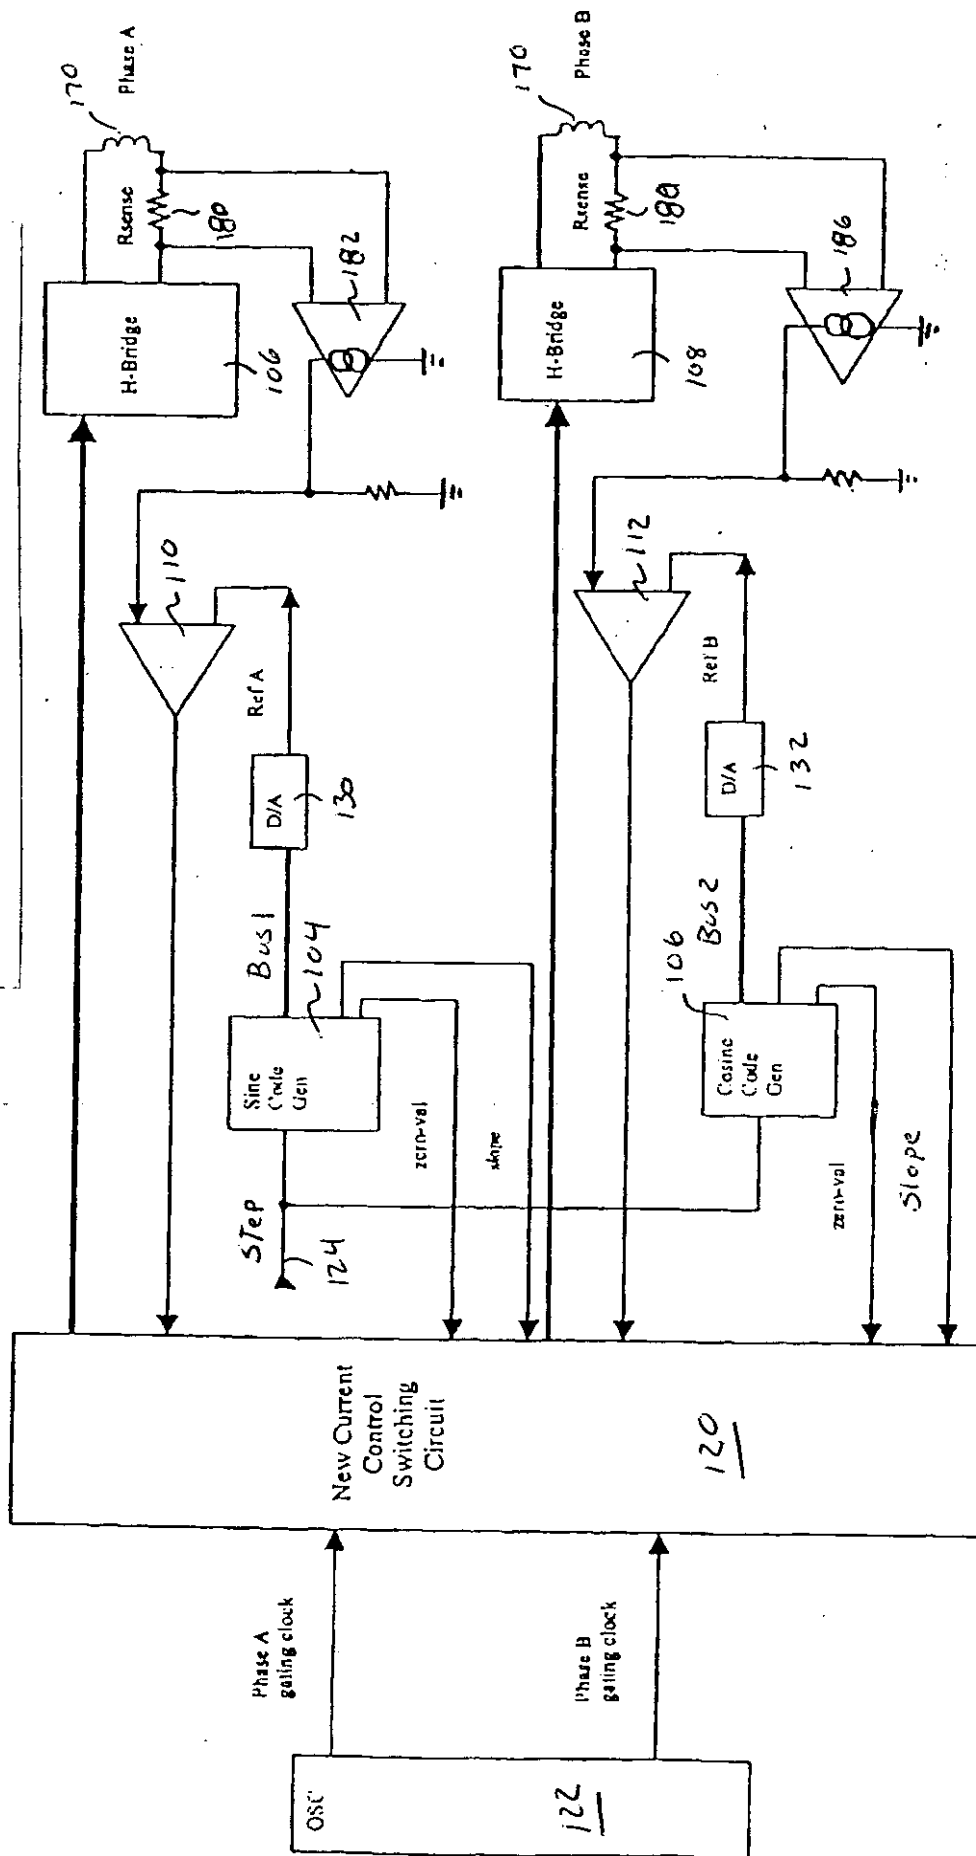 OSC
122
Phase A
gating clock
Phase B
gating clock
New Current
Control
Switching
Circuit
120
H-Bridge
106
Rsense
180
170
Phase A
182
110
Ref A
D/A
130
Bus1
104
Sine
Code
Gen
STep
124
zero-val
slope
H-Bridge
108
Rsense
170
Phase B
186
112
Ref B
D/A
132
Bus2
106
Cosine
Code
Gen
zero-val
Slope